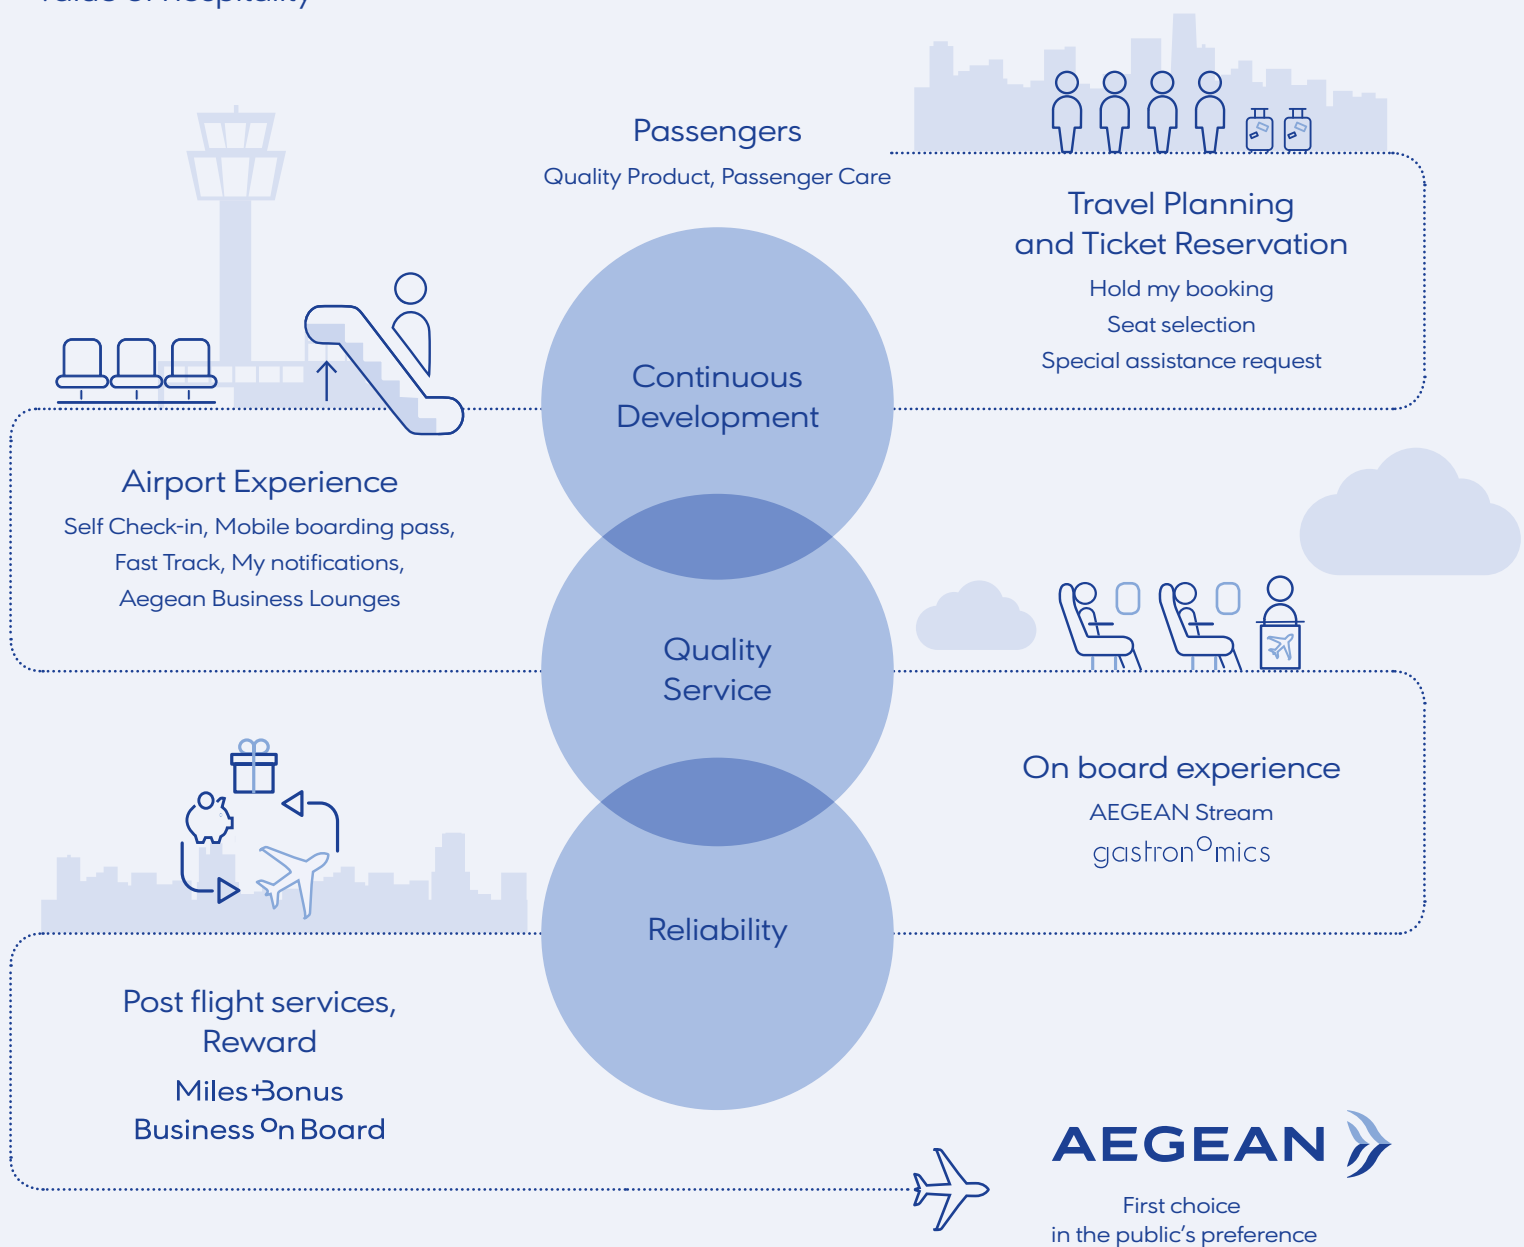 value of hospitality
Passengers
Quality Product, Passenger Care
Travel Planning
and Ticket Reservation
Hold my booking
Seat selection
Special assistance request
Continuous
Development
Airport Experience
Self Check-in, Mobile boarding pass,
Fast Track, My notifications,
Aegean Business Lounges
Quality
Service
On board experience
AEGEAN Stream
gastronomics
Reliability
Post flight services,
Reward
Miles+Bonus
Business On Board
AEGEAN
First choice
in the public's preference